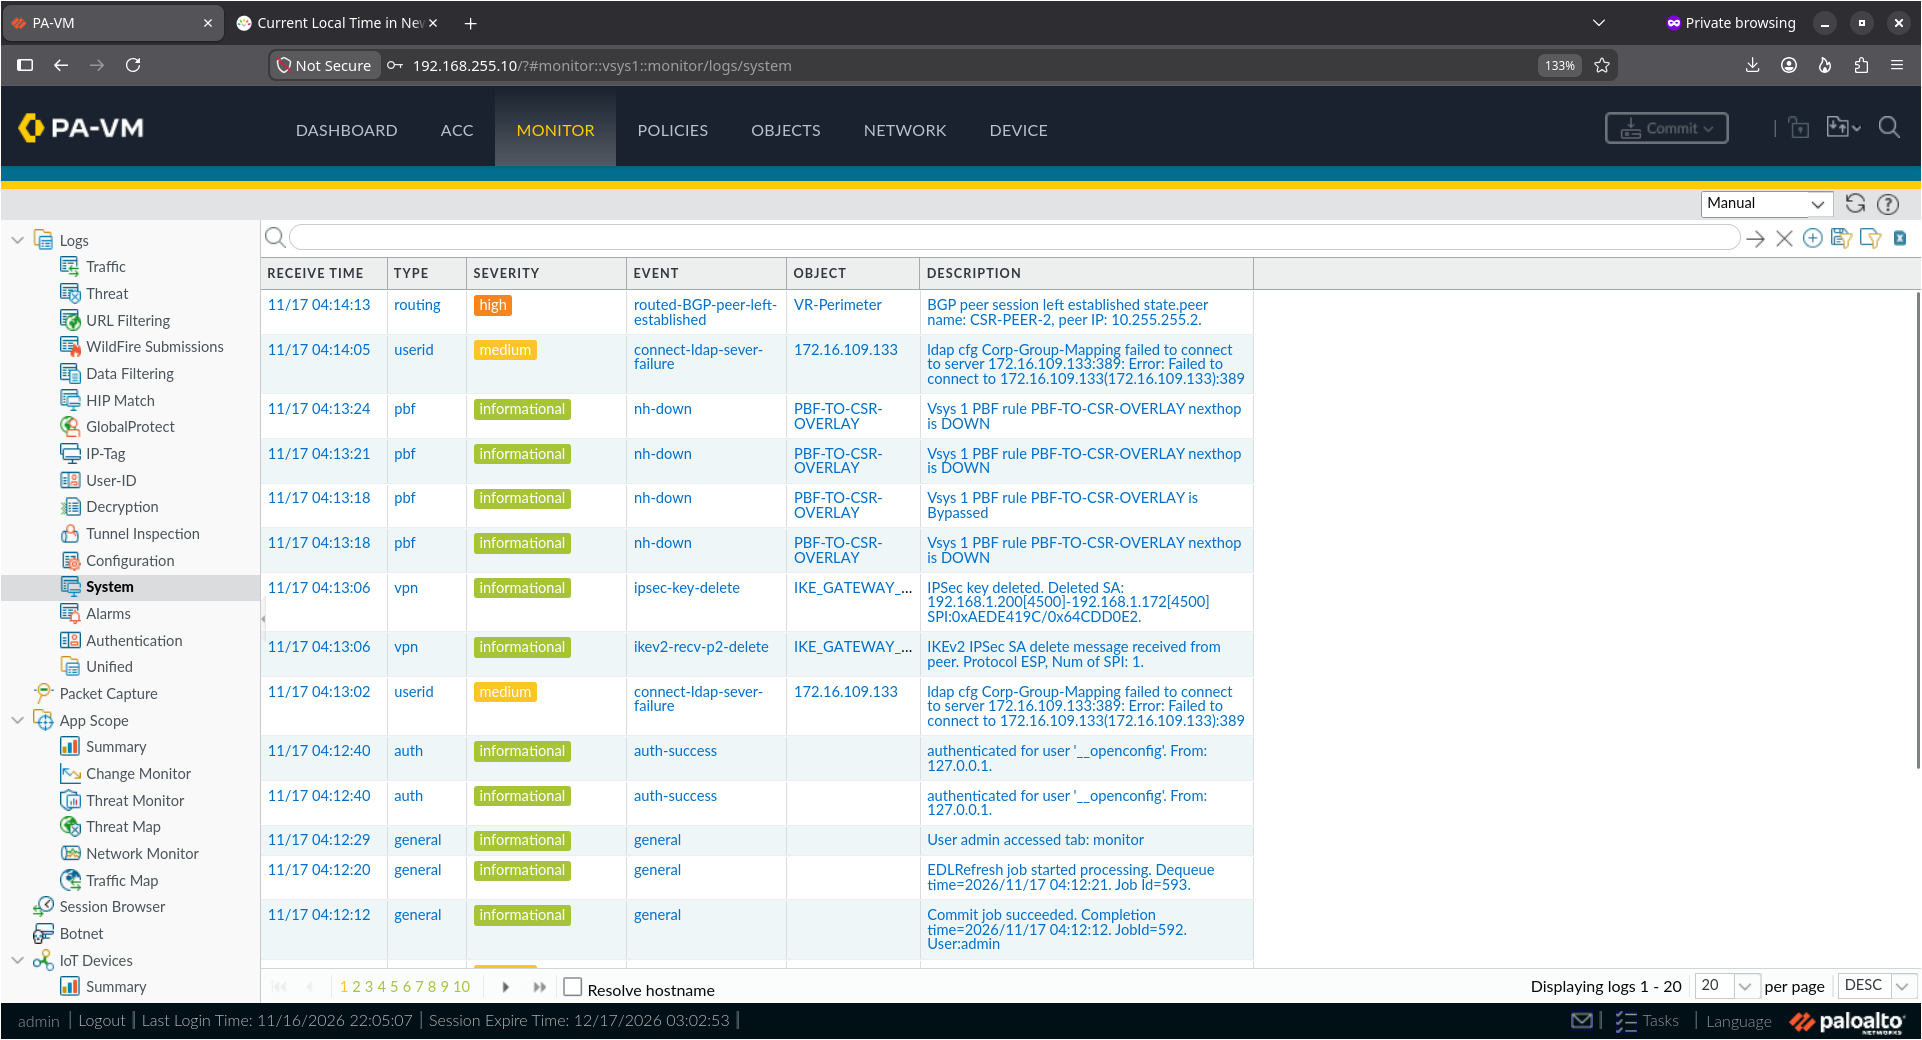 PA-VM
Current Local Time in Nev
Private browsing
Not Secure
192.168.255.10/?#monitor::vsys1::monitor/logs/system
133%
PA-VM
DASHBOARD
ACC
MONITOR
POLICIES
OBJECTS
NETWORK
DEVICE
Commit
Manual
Logs
Traffic
Threat
URL Filtering
WildFire Submissions
Data Filtering
HIP Match
GlobalProtect
IP-Tag
User-ID
Decryption
Tunnel Inspection
Configuration
System
Alarms
Authentication
Unified
Packet Capture
App Scope
Summary
Change Monitor
Threat Monitor
Threat Map
Network Monitor
Traffic Map
Session Browser
Botnet
IoT Devices
Summary
RECEIVE TIME TYPE SEVERITY EVENT OBJECT DESCRIPTION
11/17 04:14:13 routing high routed-BGP-peer-left- VR-Perimeter BGP peer session left established state.peer
established name: CSR-PEER-2, peer IP: 10.255.255.2.
11/17 04:14:05 userid medium connect-ldap-sever- 172.16.109.133 ldap cfg Corp-Group-Mapping failed to connect
failure to server 172.16.109.133:389: Error: Failed to
connect to 172.16.109.133(172.16.109.133):389
11/17 04:13:24 pbf informational nh-down PBF-TO-CSR- Vsys 1 PBF rule PBF-TO-CSR-OVERLAY nexthop
OVERLAY is DOWN
11/17 04:13:21 pbf informational nh-down PBF-TO-CSR- Vsys 1 PBF rule PBF-TO-CSR-OVERLAY nexthop
OVERLAY is DOWN
11/17 04:13:18 pbf informational nh-down PBF-TO-CSR- Vsys 1 PBF rule PBF-TO-CSR-OVERLAY is
OVERLAY Bypassed
11/17 04:13:18 pbf informational nh-down PBF-TO-CSR- Vsys 1 PBF rule PBF-TO-CSR-OVERLAY nexthop
OVERLAY is DOWN
11/17 04:13:06 vpn informational ipsec-key-delete IKE_GATEWAY_... IPSec key deleted. Deleted SA:
192.168.1.200[4500]-192.168.1.172[4500]
SPI:0xAEDE419C/0x64CDD0E2.
11/17 04:13:06 vpn informational ikev2-recv-p2-delete IKE_GATEWAY_... IKEv2 IPSec SA delete message received from
peer. Protocol ESP, Num of SPI: 1.
11/17 04:13:02 userid medium connect-ldap-sever- 172.16.109.133 ldap cfg Corp-Group-Mapping failed to connect
failure to server 172.16.109.133:389: Error: Failed to
connect to 172.16.109.133(172.16.109.133):389
11/17 04:12:40 auth informational auth-success authenticated for user '__openconfig'. From:
127.0.0.1.
11/17 04:12:40 auth informational auth-success authenticated for user '__openconfig'. From:
127.0.0.1.
11/17 04:12:29 general informational general User admin accessed tab: monitor
11/17 04:12:20 general informational general EDLRefresh job started processing. Dequeue
time=2026/11/17 04:12:21. Job Id=593.
11/17 04:12:12 general informational general Commit job succeeded. Completion
time=2026/11/17 04:12:12. JobId=592.
User:admin
1 2 3 4 5 6 7 8 9 10
Resolve hostname
Displaying logs 1 - 20
20
per page
DESC
admin | Logout | Last Login Time: 11/16/2026 22:05:07 | Session Expire Time: 12/17/2026 03:02:53 |
Tasks | Language
paloalto
NETWORKS